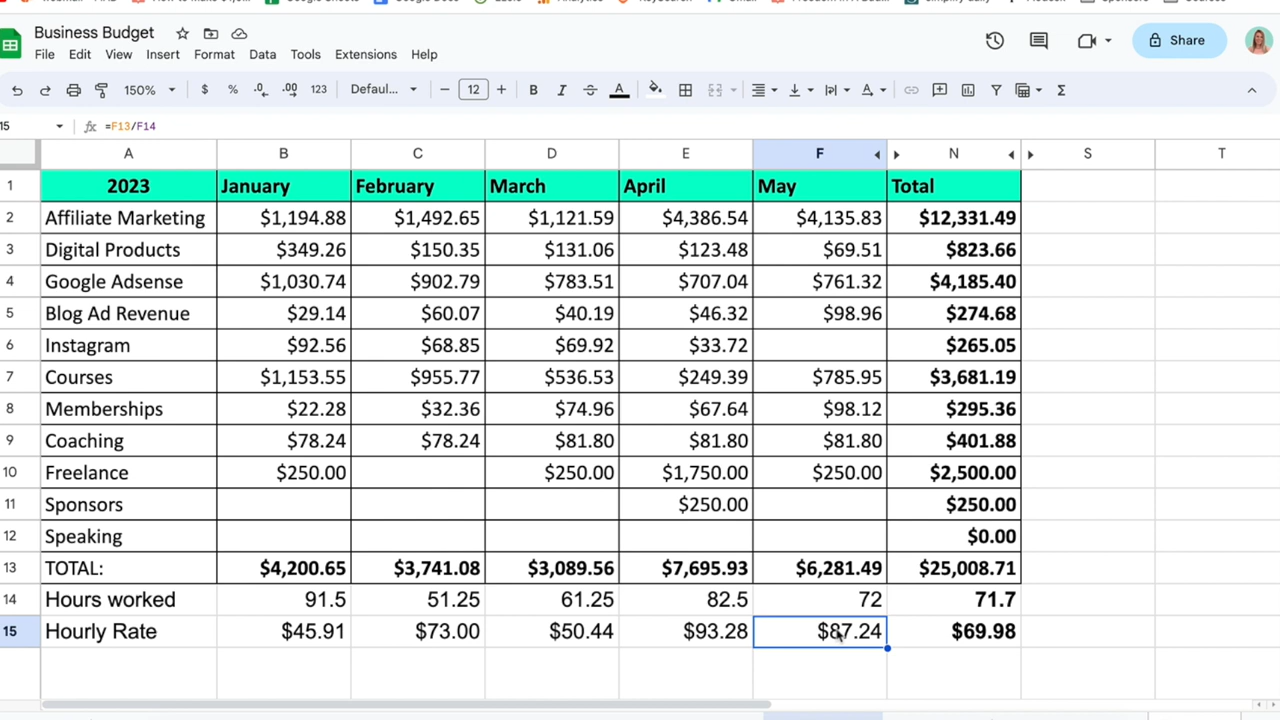 Business Budget
File Edit View Insert Format Data Tools Extensions Help
Share
150% $ % .0 .00 123 Defaul... 12 B I A
15 fx =F13/F14
A B C D E F N S T
1 2023 January February March April May Total
2 Affiliate Marketing $1,194.88 $1,492.65 $1,121.59 $4,386.54 $4,135.83 $12,331.49
3 Digital Products $349.26 $150.35 $131.06 $123.48 $69.51 $823.66
4 Google Adsense $1,030.74 $902.79 $783.51 $707.04 $761.32 $4,185.40
5 Blog Ad Revenue $29.14 $60.07 $40.19 $46.32 $98.96 $274.68
6 Instagram $92.56 $68.85 $69.92 $33.72 $265.05
7 Courses $1,153.55 $955.77 $536.53 $249.39 $785.95 $3,681.19
8 Memberships $22.28 $32.36 $74.96 $67.64 $98.12 $295.36
9 Coaching $78.24 $78.24 $81.80 $81.80 $81.80 $401.88
10 Freelance $250.00 $250.00 $1,750.00 $250.00 $2,500.00
11 Sponsors $250.00 $250.00
12 Speaking $0.00
13 TOTAL: $4,200.65 $3,741.08 $3,089.56 $7,695.93 $6,281.49 $25,008.71
14 Hours worked 91.5 51.25 61.25 82.5 72 71.7
15 Hourly Rate $45.91 $73.00 $50.44 $93.28 $87.24 $69.98